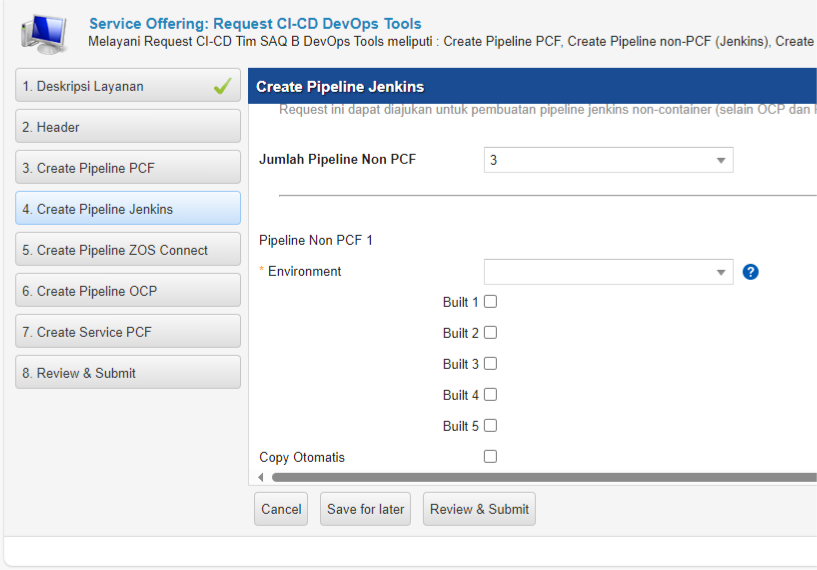 Service Offering: Request CI-CD DevOps Tools
Melayani Request CI-CD Tim SAQ B DevOps Tools meliputi : Create Pipeline PCF, Create Pipeline non-PCF (Jenkins), Create
1. Deskripsi Layanan
2. Header
3. Create Pipeline PCF
4. Create Pipeline Jenkins
5. Create Pipeline ZOS Connect
6. Create Pipeline OCP
7. Create Service PCF
8. Review & Submit
Create Pipeline Jenkins
Request ini dapat diajukan untuk pembuatan pipeline jenkins non-container (selain OCP dan
Jumlah Pipeline Non PCF 3
Pipeline Non PCF 1
* Environment ?
Built 1
Built 2
Built 3
Built 4
Built 5
Copy Otomatis
Cancel Save for later Review & Submit